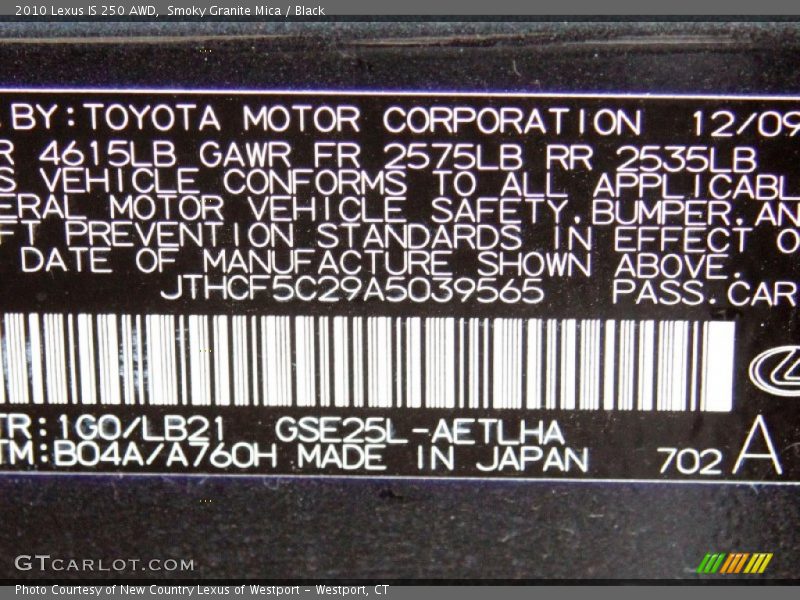 2010 Lexus IS 250 AWD, Smoky Granite Mica / Black
BY: TOYOTA MOTOR CORPORATION 12/09
R 4615LB GAWR FR 2575LB RR 2535LB
S VEHICLE CONFORMS TO ALL APPLICABL
ERAL MOTOR VEHICLE SAFETY, BUMPER, AN
FT PREVENTION STANDARDS IN EFFECT O
DATE OF MANUFACTURE SHOWN ABOVE.
JTHCF5C29A5039565 PASS. CAR
TR: 1G0/LB21 GSE25L-AETLHA
TM: B04A/A760H MADE IN JAPAN 702 A
GTCARLOT.COM
Photo Courtesy of New Country Lexus of Westport - Westport, CT